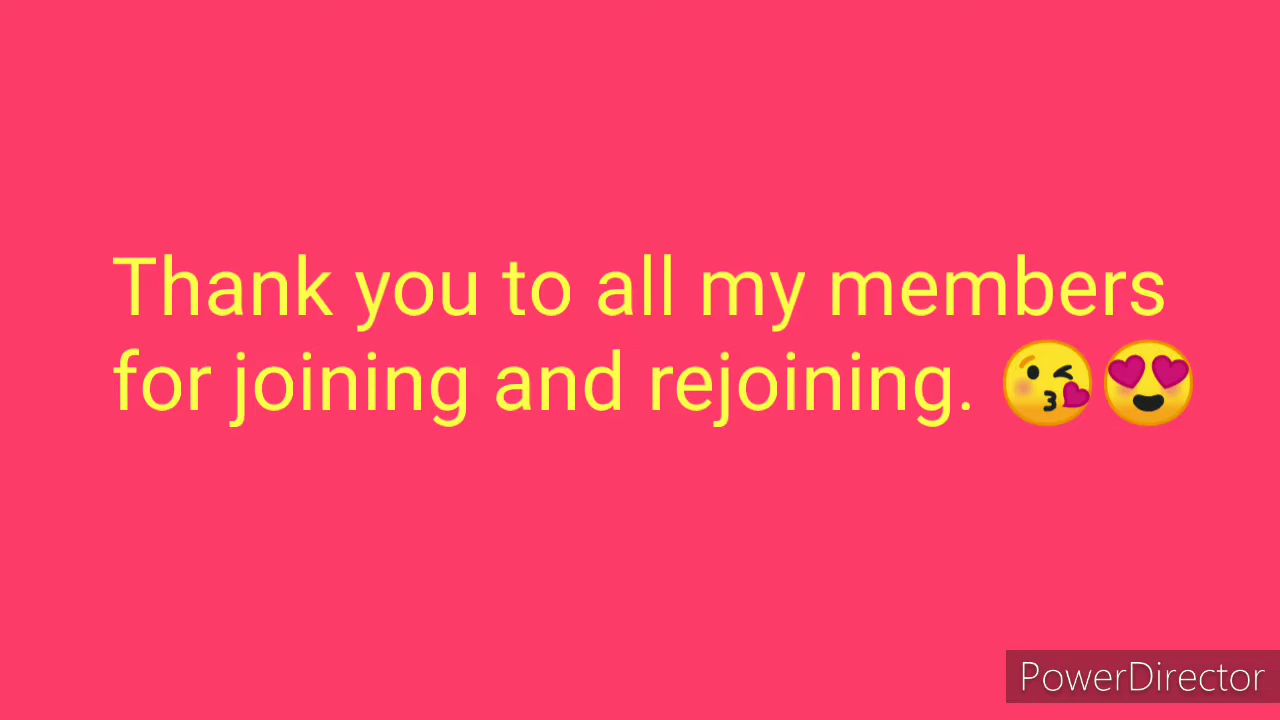 Thank you to all my members
for joining and rejoining. 😘😍
PowerDirector